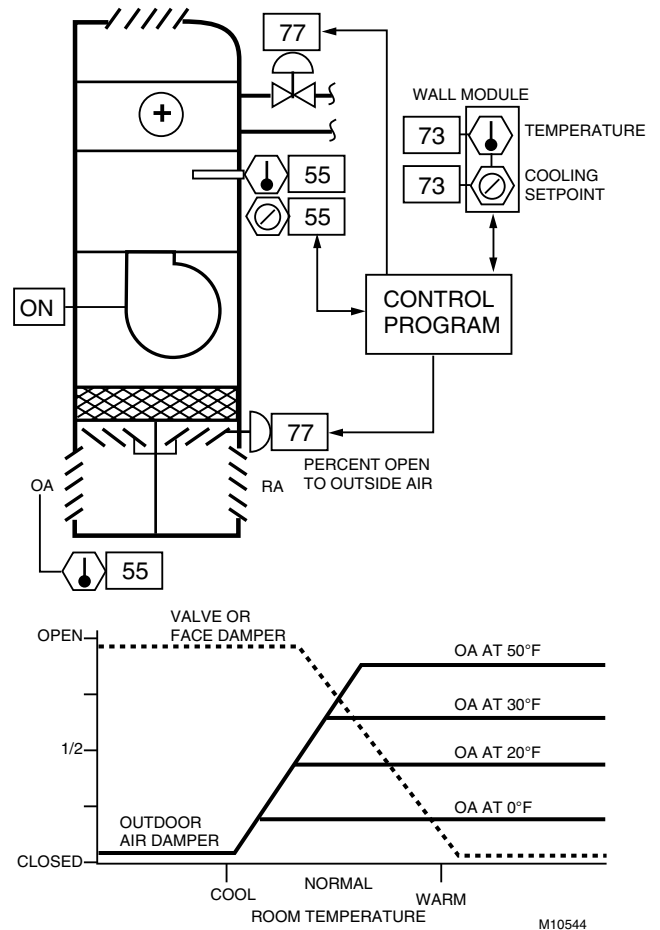 77
WALL MODULE
73
TEMPERATURE
73
COOLING
SETPOINT
55
55
ON
CONTROL
PROGRAM
77
PERCENT OPEN
TO OUTSIDE AIR
OA
RA
55
VALVE OR
FACE DAMPER
OPEN
OA AT 50°F
OA AT 30°F
1/2
OA AT 20°F
OA AT 0°F
OUTDOOR
AIR DAMPER
CLOSED
COOL
NORMAL
WARM
ROOM TEMPERATURE
M10544